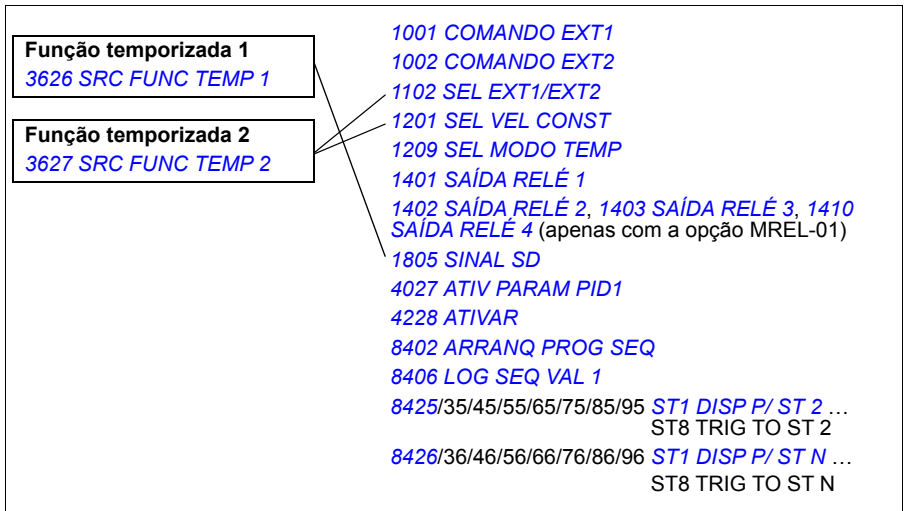 Função temporizada 1
3626 SRC FUNC TEMP 1
Função temporizada 2
3627 SRC FUNC TEMP 2
1001 COMANDO EXT1
1002 COMANDO EXT2
1102 SEL EXT1/EXT2
1201 SEL VEL CONST
1209 SEL MODO TEMP
1401 SAÍDA RELÉ 1
1402 SAÍDA RELÉ 2, 1403 SAÍDA RELÉ 3, 1410
SAÍDA RELÉ 4 (apenas com a opção MREL-01)
1805 SINAL SD
4027 ATIV PARAM PID1
4228 ATIVAR
8402 ARRANQ PROG SEQ
8406 LOG SEQ VAL 1
8425/35/45/55/65/75/85/95 ST1 DISP P/ ST 2 …
ST8 TRIG TO ST 2
8426/36/46/56/66/76/86/96 ST1 DISP P/ ST N …
ST8 TRIG TO ST N